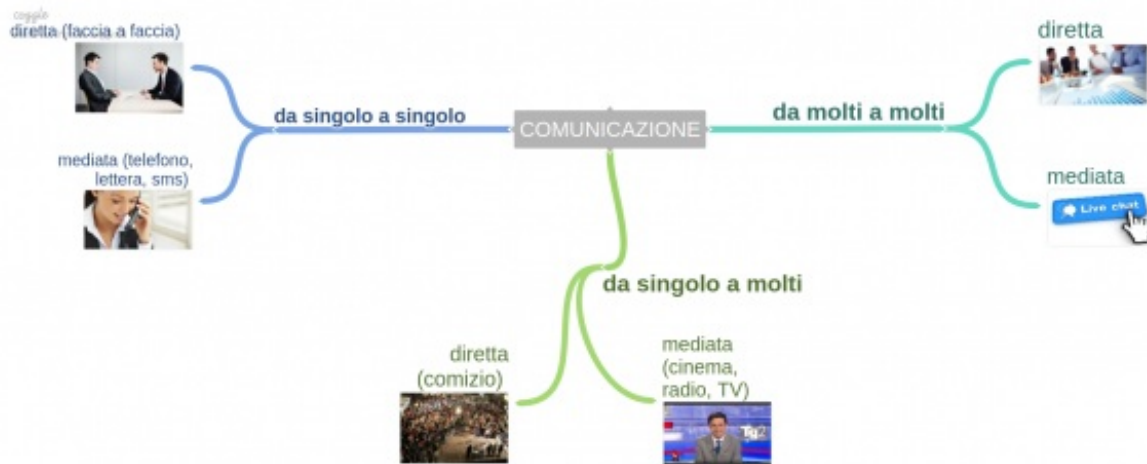 coggle
diretta (faccia a faccia)
mediata (telefono,
lettera, sms)
da singolo a singolo
COMUNICAZIONE
da molti a molti
diretta
mediata
Live chat
da singolo a molti
diretta
(comizio)
mediata
(cinema,
radio, TV)
Tg2